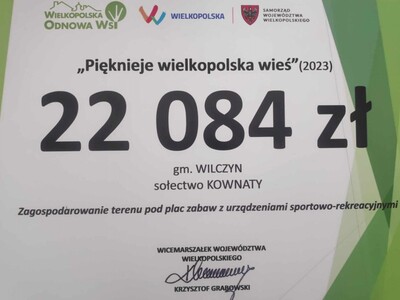 WIELKOPOLSKA
ODNOWA WSI
WIELKOPOLSKA
SAMORZĄD
WOJEWÓDZTWA
WIELKOPOLSKIEGO
„Pięknieje wielkopolska wieś” (2023)
22 084 zł
gm. WILCZYN
sołectwo KOWNATY
Zagospodarowanie terenu pod plac zabaw z urządzeniami sportowo-rekreacyjnymi
WICEMARSZAŁEK WOJEWÓDZTWA
WIELKOPOLSKIEGO
KRZYSZTOF GRABOWSKI